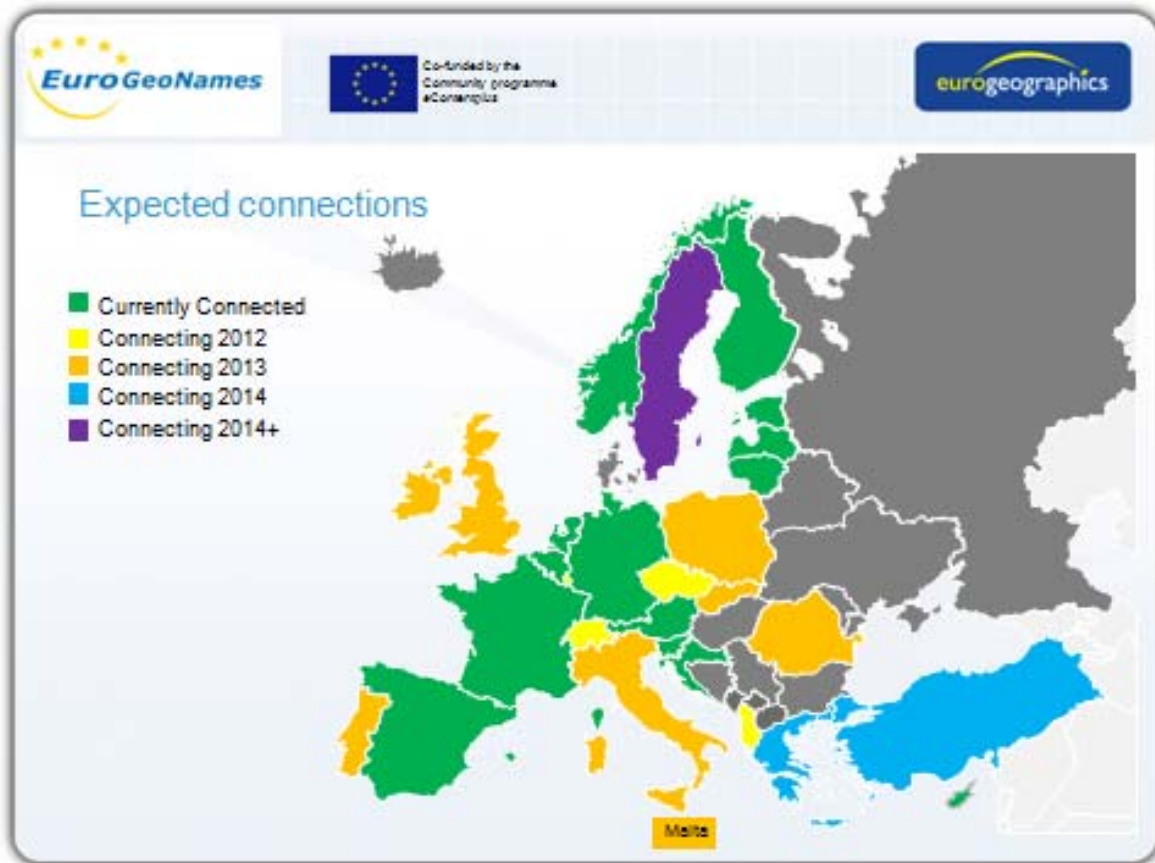 EuroGeoNames
Co-funded by the
Community programme
eContentplus
eurogeographics
Expected connections
Currently Connected
Connecting 2012
Connecting 2013
Connecting 2014
Connecting 2014+
Malta